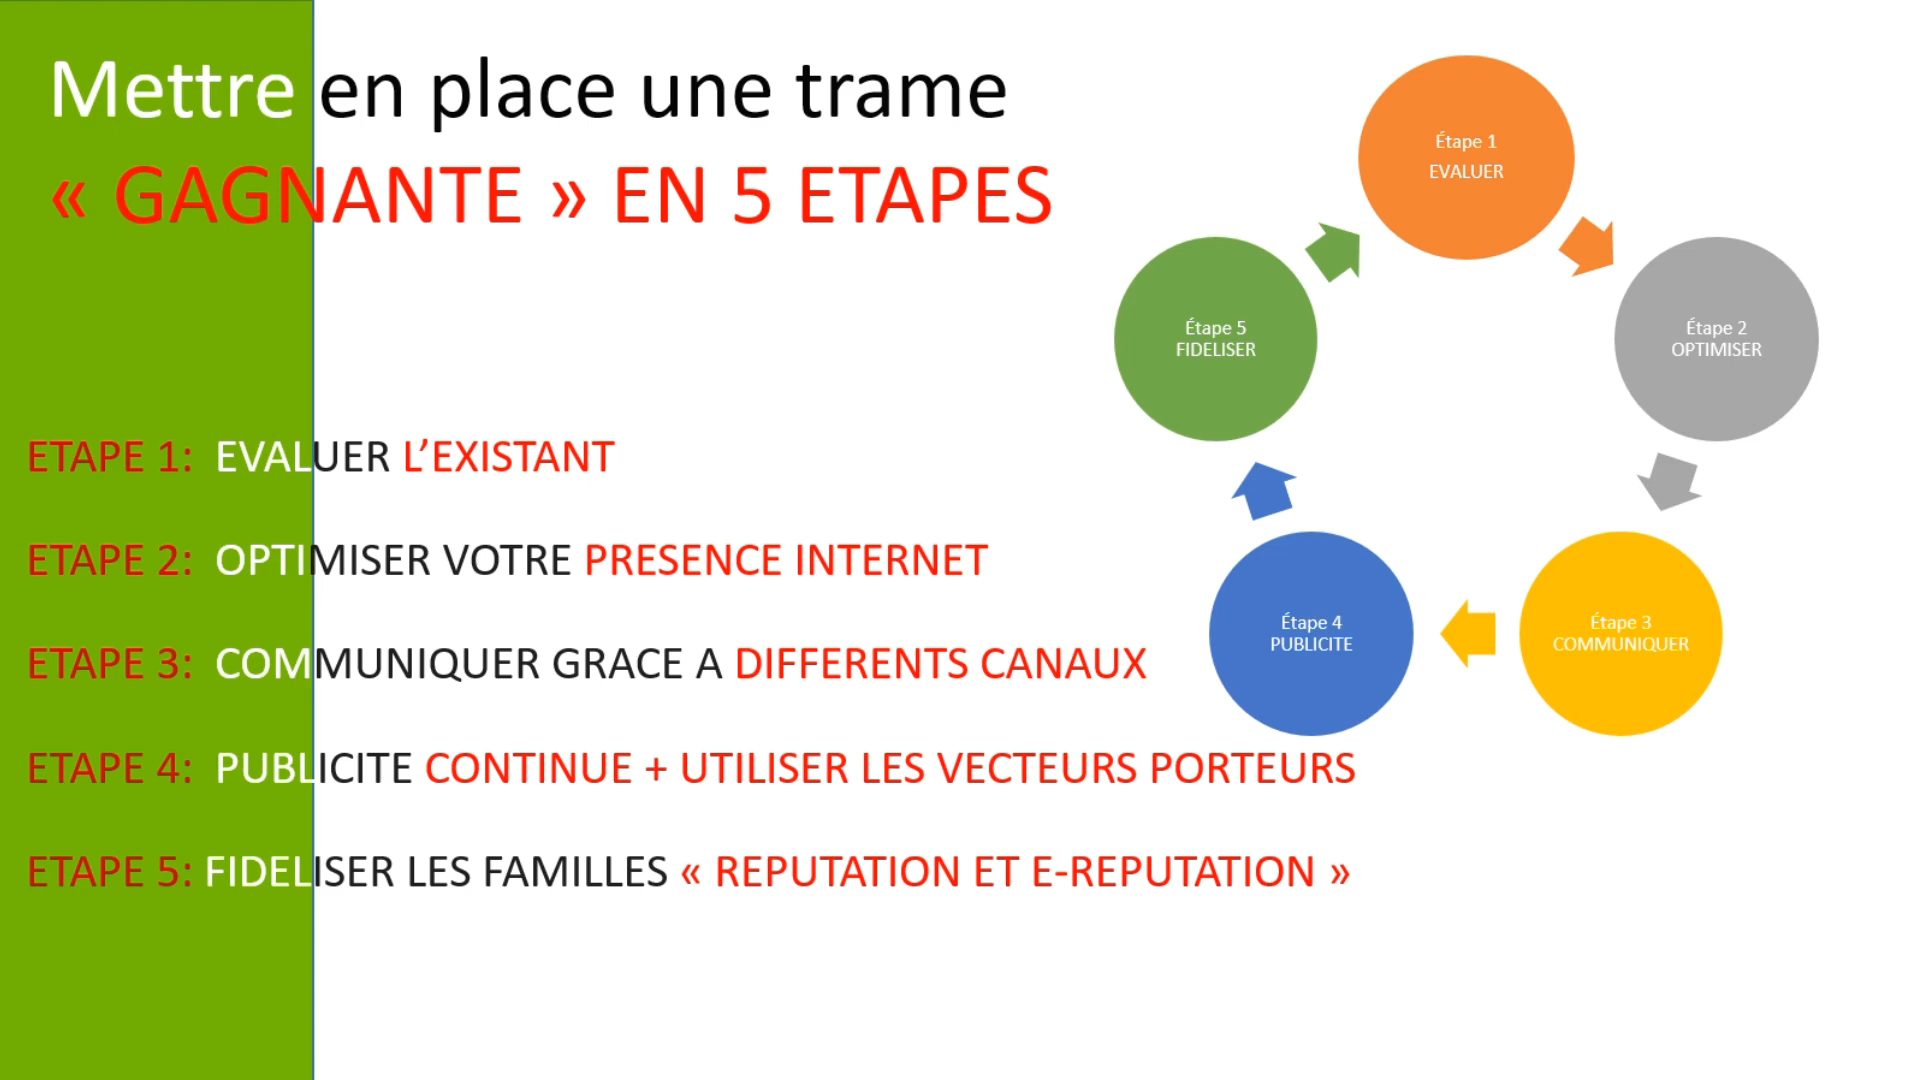 Mettre en place une trame
« GAGNANTE » EN 5 ETAPES
ETAPE 1: EVALUER L’EXISTANT
ETAPE 2: OPTIMISER VOTRE PRESENCE INTERNET
ETAPE 3: COMMUNIQUER GRACE A DIFFERENTS CANAUX
ETAPE 4: PUBLICITE CONTINUE + UTILISER LES VECTEURS PORTEURS
ETAPE 5: FIDELISER LES FAMILLES « REPUTATION ET E-REPUTATION »
Étape 1
EVALUER
Étape 2
OPTIMISER
Étape 3
COMMUNIQUER
Étape 4
PUBLICITE
Étape 5
FIDELISER